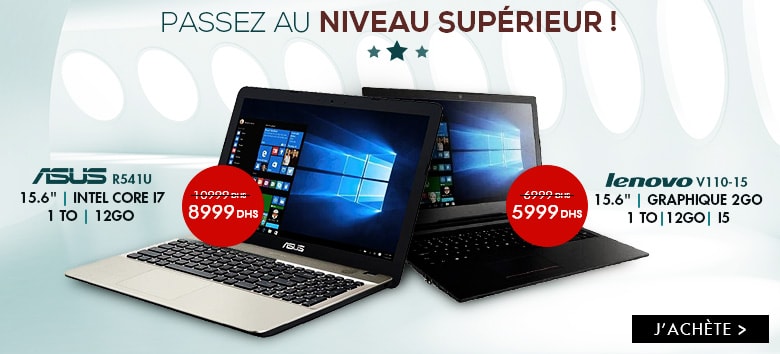 PASSEZ AU NIVEAU SUPÉRIEUR !
ASUS R541U
15.6" | INTEL CORE I7
1 TO | 12GO
10999 DHS
8999 DHS
6999 DHS
5999 DHS
lenovo V110-15
15.6" | GRAPHIQUE 2GO
1 TO|12GO| I5
ASUS
J'ACHÈTE >